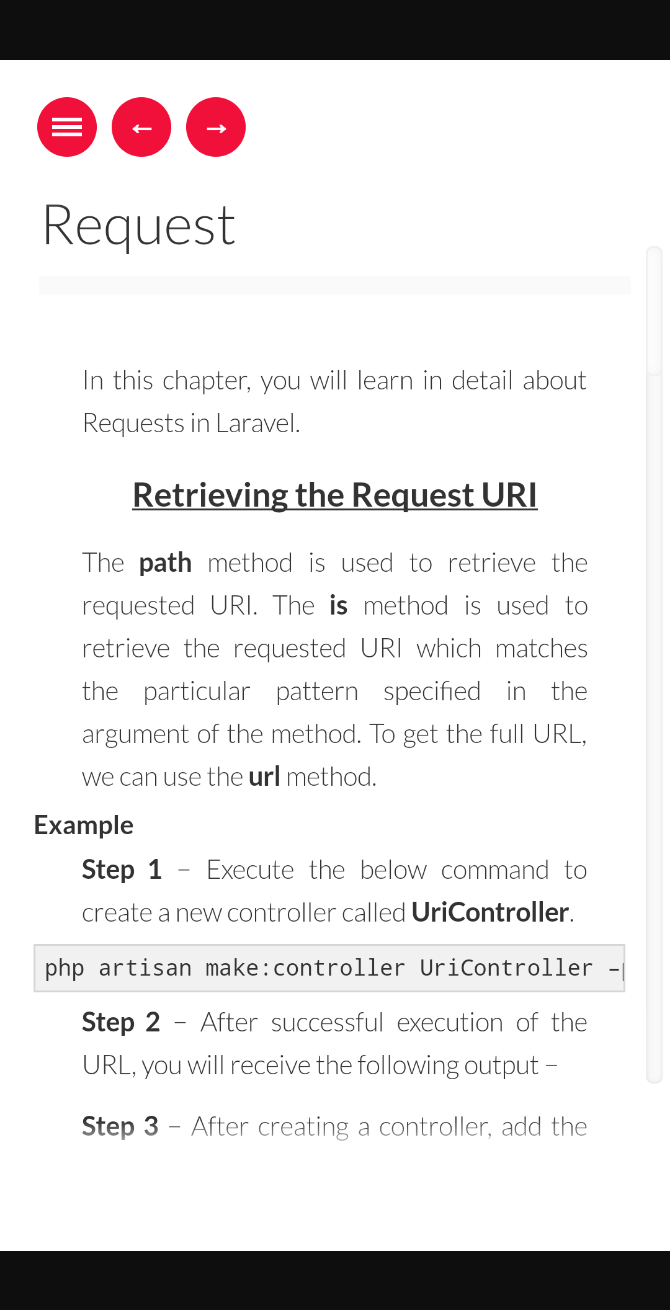 Request
In this chapter, you will learn in detail about
Requests in Laravel.
Retrieving the Request URI
The path method is used to retrieve the
requested URI. The is method is used to
retrieve the requested URI which matches
the particular pattern specified in the
argument of the method. To get the full URL,
we can use the url method.
Example
Step 1 – Execute the below command to
create a new controller called UriController.
php artisan make:controller UriController –
Step 2 – After successful execution of the
URL, you will receive the following output –
Step 3 – After creating a controller, add the